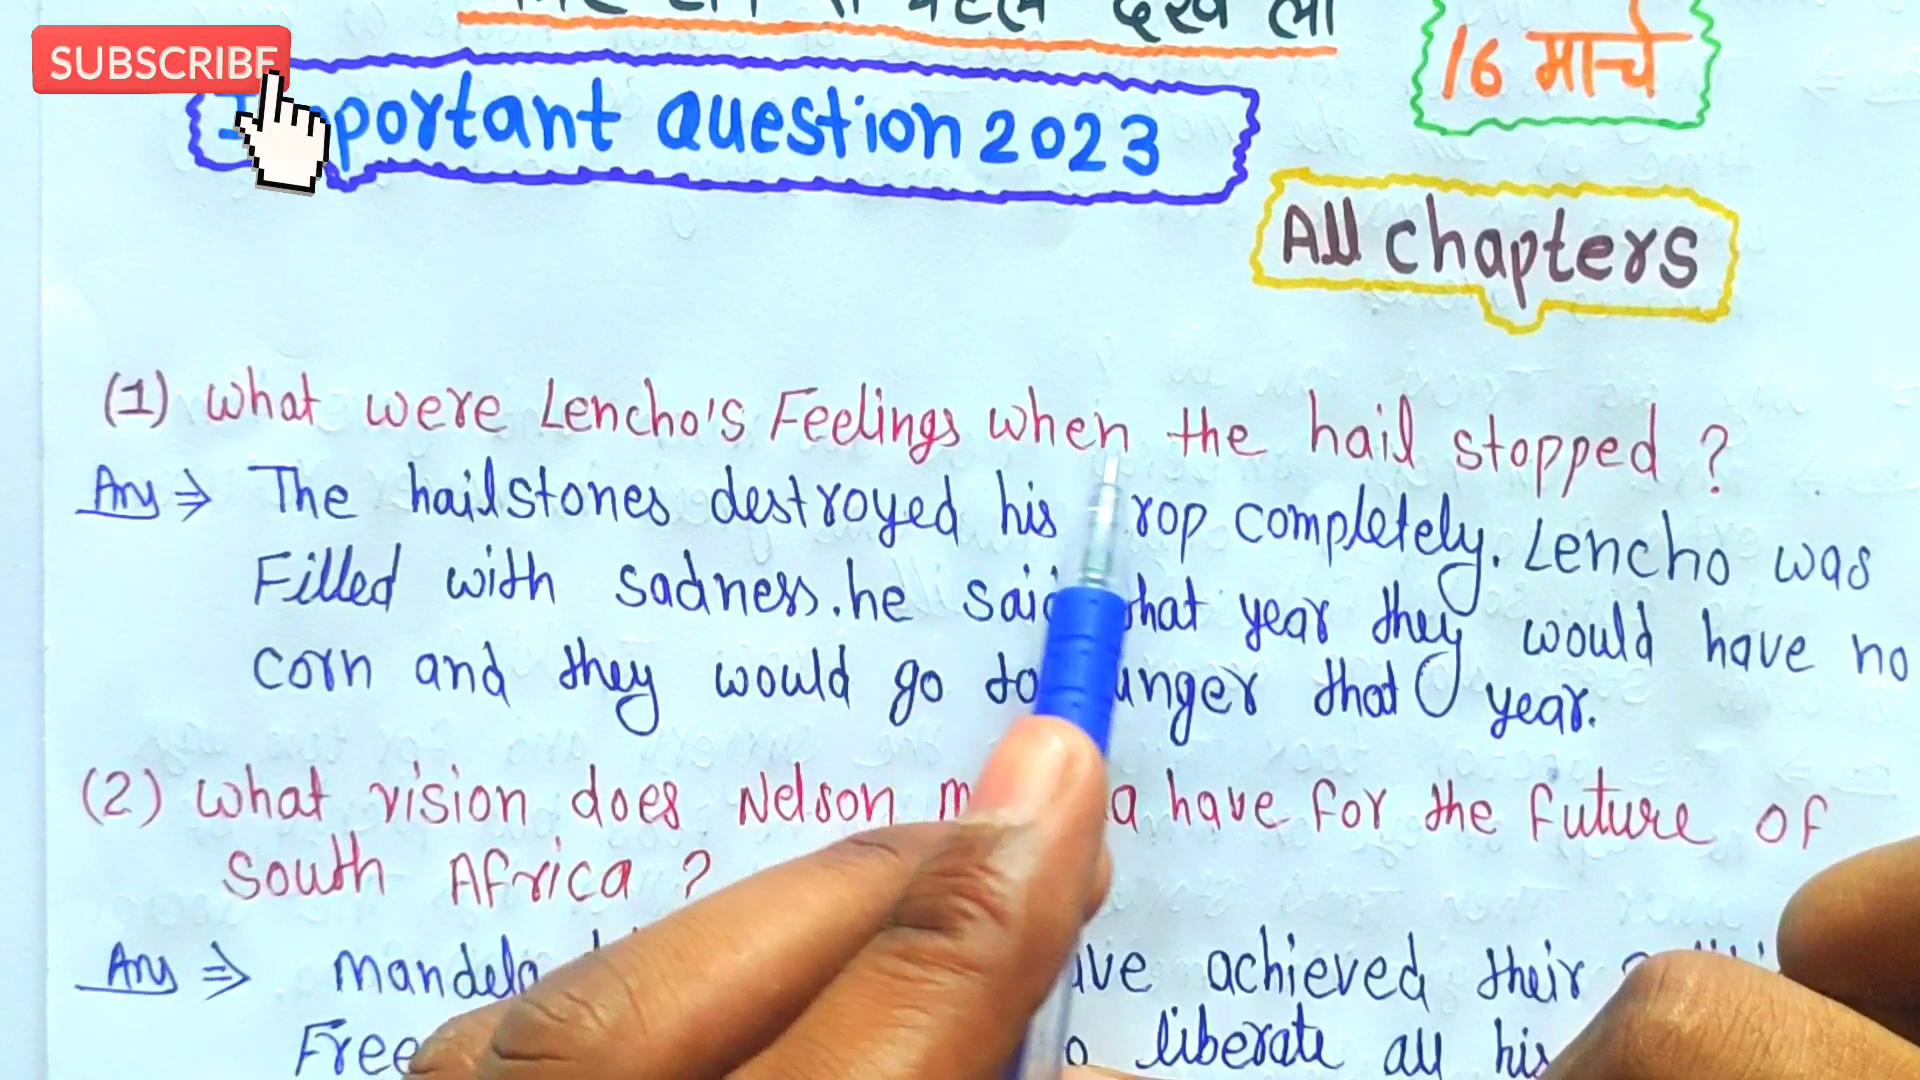 देख लो
SUBSCRIBE
16 मार्च
Important Question 2023
All chapters
(1) What were Lencho's Feelings when the hail stopped ?
Ans ⇒ The hailstones destroyed his rop completely. Lencho was
Filled with sadness. he said that year they would have no
corn and they would go to unger that year.
(2) What vision does Nelson m a have for the future of
South Africa ?
Ans ⇒ Mandela ave achieved their
Free liberate all his